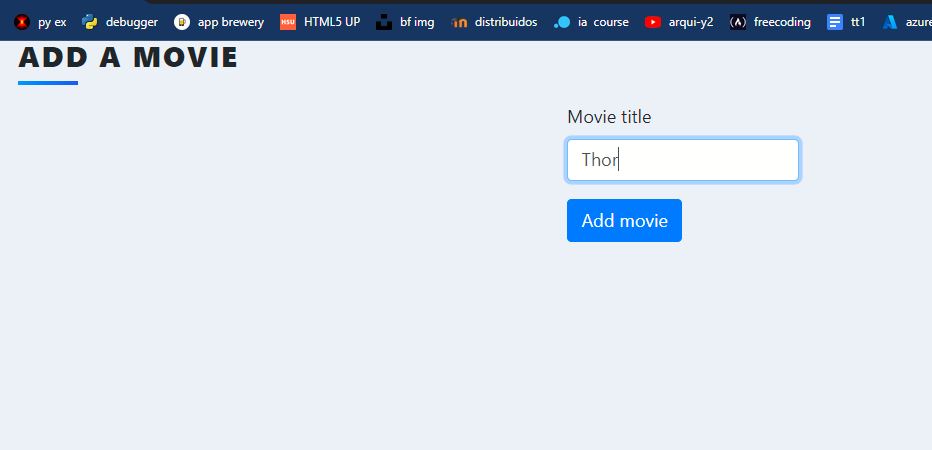 py ex debugger app brewery HTML5 UP bf img distribuidos ia course arqui-y2 freecoding tt1 azure
ADD A MOVIE
Movie title
Thor
Add movie